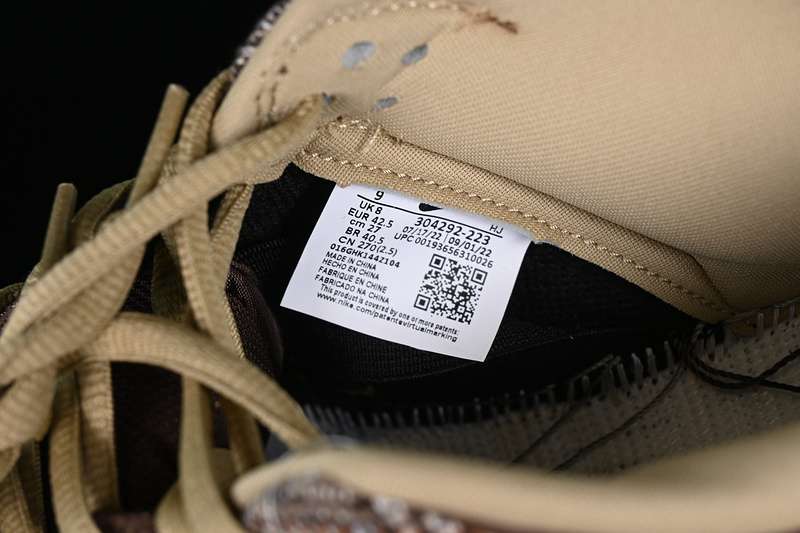 9
UK 8
EUR 42.5
cm 27
BR 40.5
CN 270(2.5)
304292-223 HJ
07/17/22 09/01/22
UPC00193656310026
016GHK1442104
MADE IN CHINA
HECHO EN CHINA
FABRIQUE EN CHINE
FABRICADO NA CHINA
This product is covered by one or more patents:
www.nike.com/patentsvirtualmarking